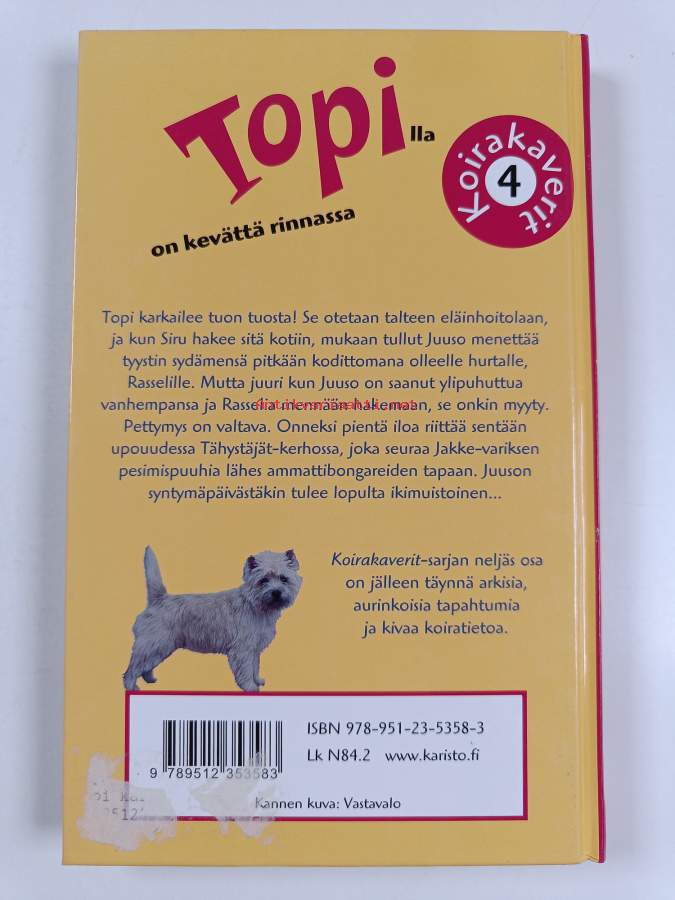 Topilla
on kevättä rinnassa
Koirakaverit
4
Topi karkailee tuon tuosta! Se otetaan talteen eläinhoitolaan,
ja kun Siru hakee sitä kotiin, mukaan tullut Juuso menettää
tyystin sydämensä pitkään kodittomana olleelle hurtalle,
Rasselille. Mutta juuri kun Juuso on saanut ylipuhuttua
vanhempansa ja Rasselia mennään hakemaan, se onkin myyty.
Pettymys on valtava. Onneksi pientä iloa riittää sentään
upouudessa Tähystäjät-kerhossa, joka seuraa Jakke-variksen
pesimispuuhia lähes ammattibongareiden tapaan. Juuson
syntymäpäivästäkin tulee lopulta ikimuistoinen...
Koirakaverit-sarjan neljäs osa
on jälleen täynnä arkisia,
aurinkoisia tapahtumia
ja kivaa koiratietoa.
ISBN 978-951-23-5358-3
Lk N84.2 www.karisto.fi
9 789512 353583
Kannen kuva: Vastavalo